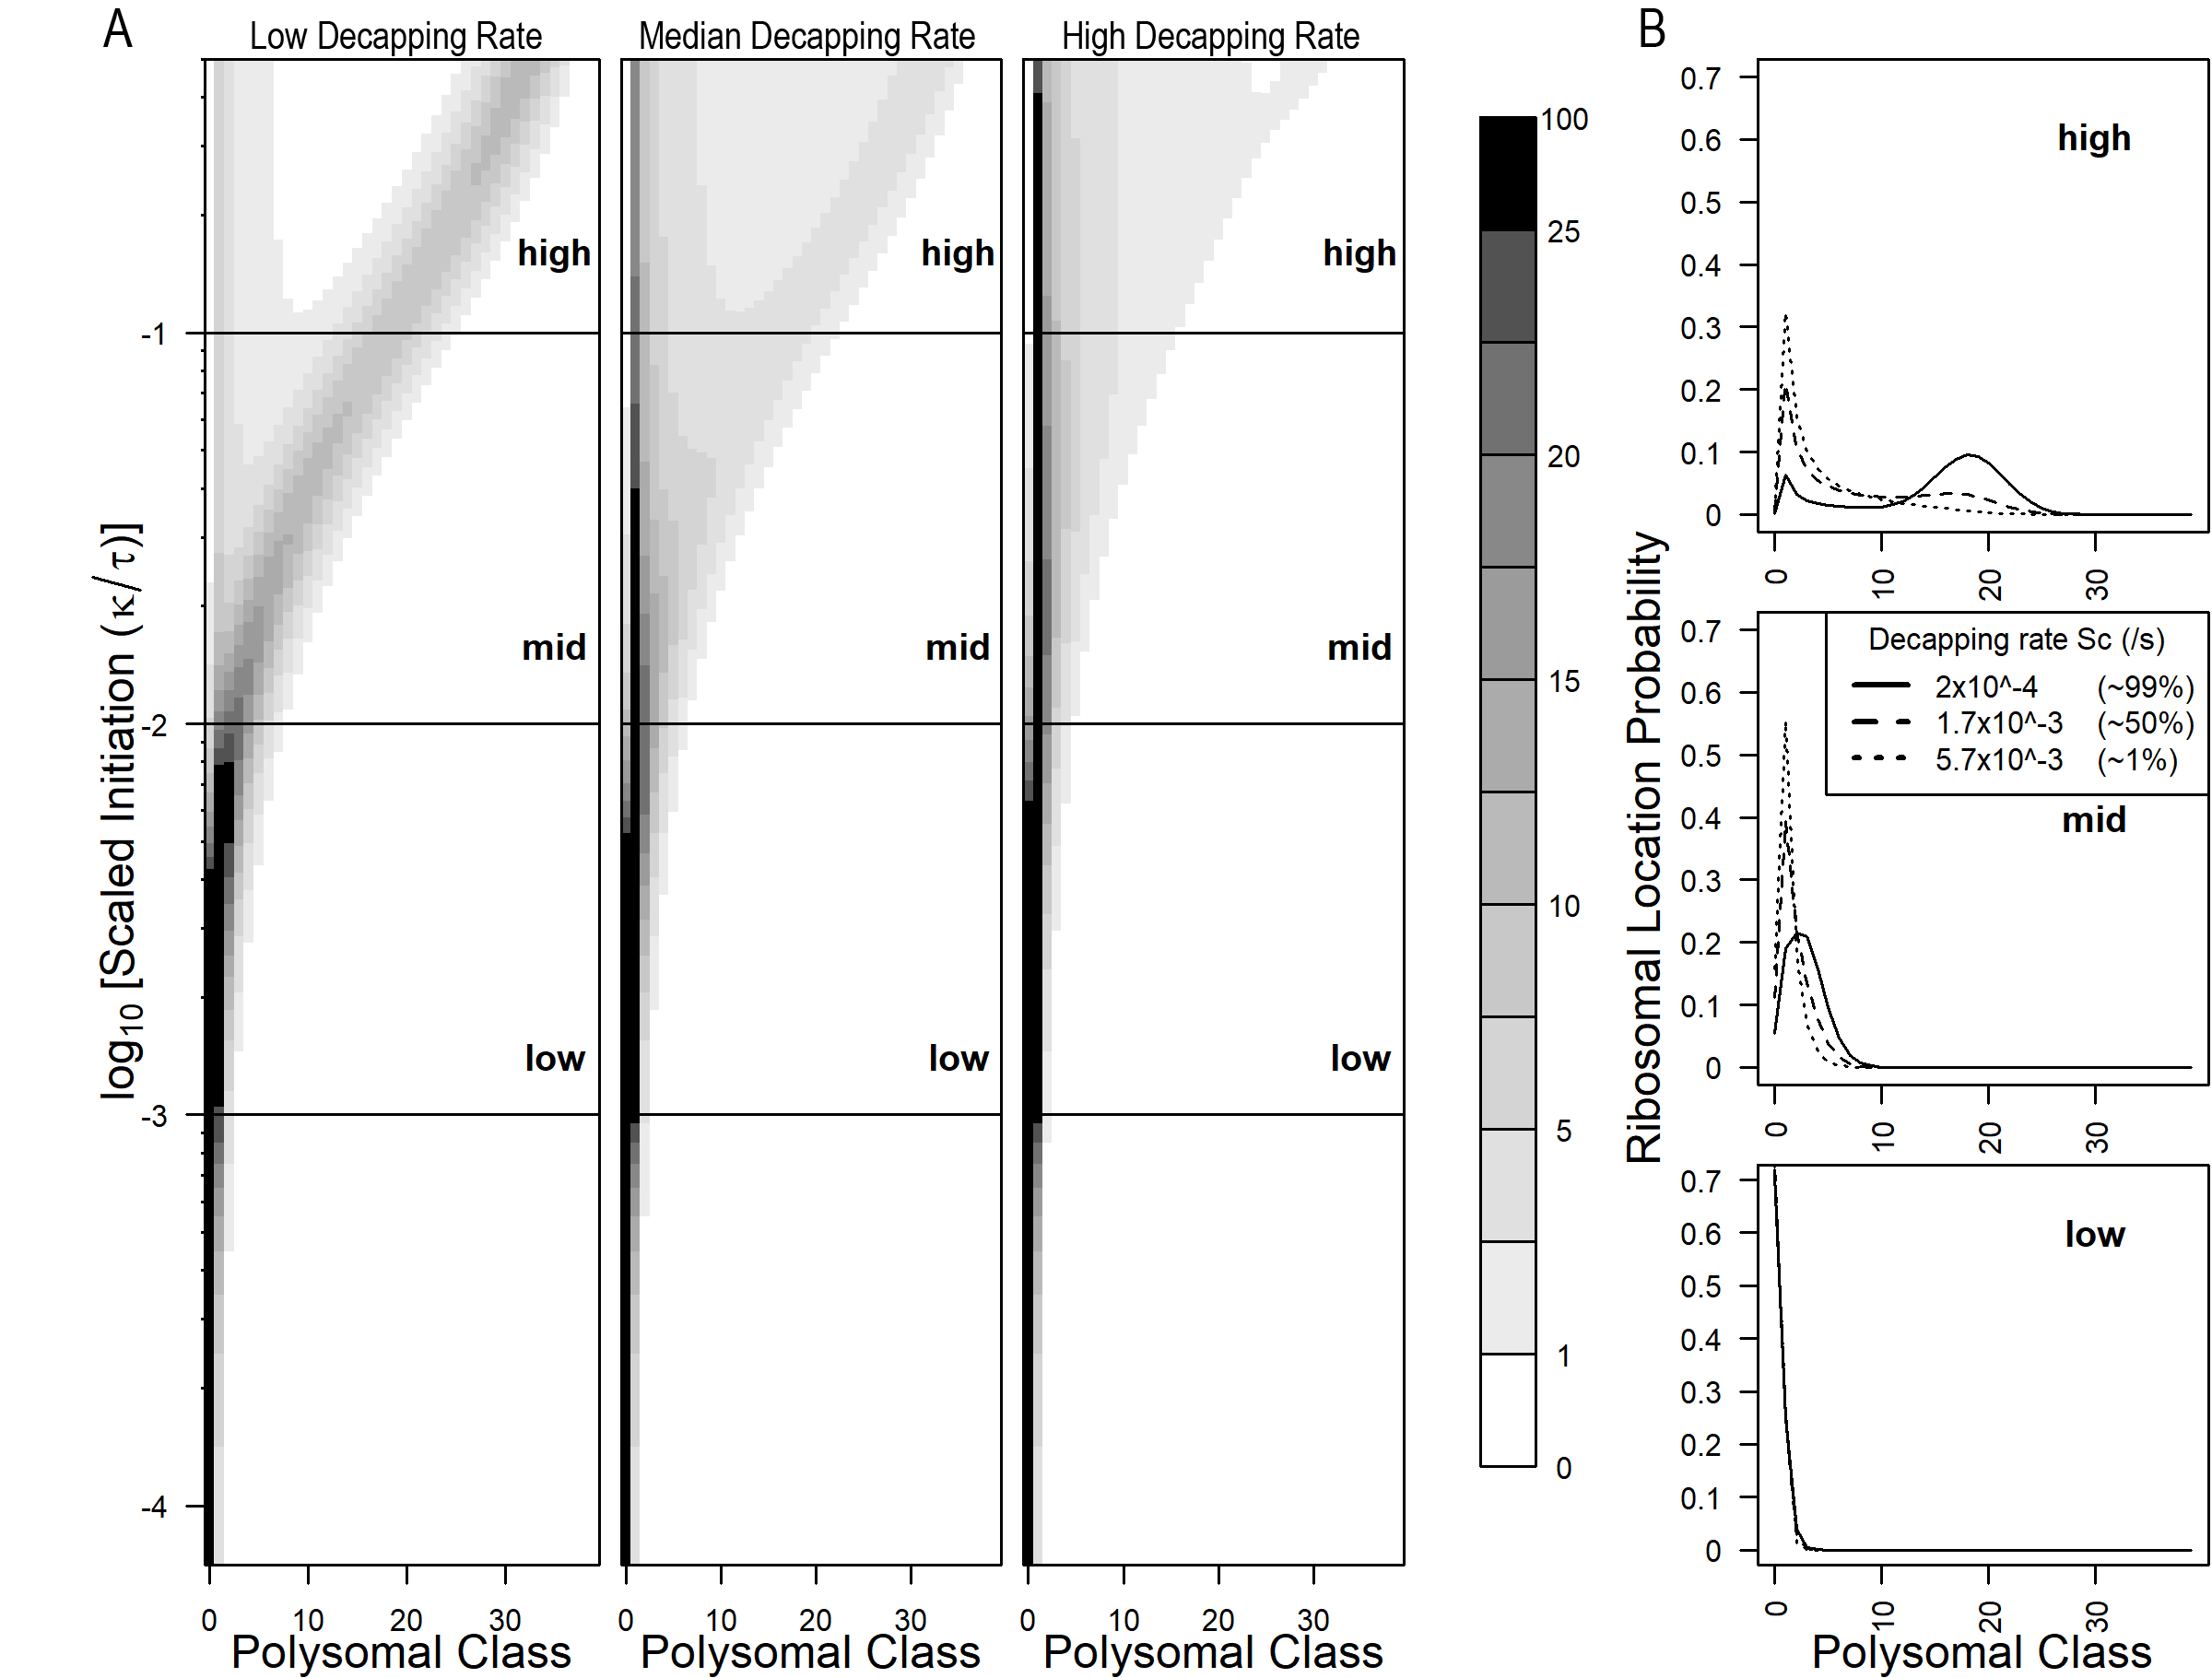 A
Low Decapping Rate
Median Decapping Rate
High Decapping Rate
log10 [Scaled Initiation (κ/τ)]
-1
-2
-3
-4
high
mid
low
high
mid
low
high
mid
low
0 10 20 30
0 10 20 30
0 10 20 30
Polysomal Class
Polysomal Class
Polysomal Class
100
25
20
15
10
5
1
0
B
Ribosomal Location Probability
0.7
0.6
0.5
0.4
0.3
0.2
0.1
0
high
0 10 20 30
0.7
0.6
0.5
0.4
0.3
0.2
0.1
0
Decapping rate Sc (/s)
2x10^-4 (~99%)
1.7x10^-3 (~50%)
5.7x10^-3 (~1%)
mid
0 10 20 30
0.7
0.6
0.5
0.4
0.3
0.2
0.1
0
low
0 10 20 30
Polysomal Class